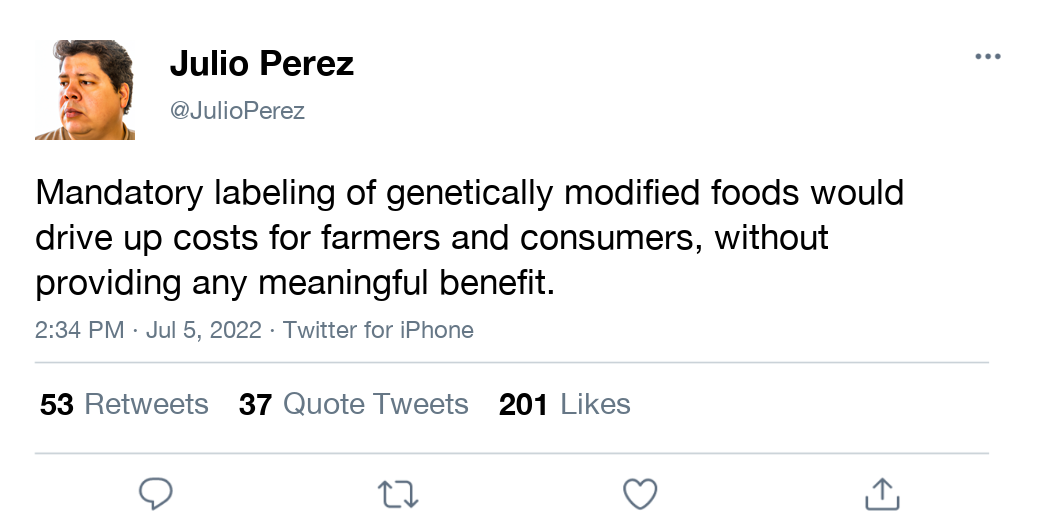 Julio Perez
@JulioPerez
Mandatory labeling of genetically modified foods would
drive up costs for farmers and consumers, without
providing any meaningful benefit.
2:34 PM · Jul 5, 2022 · Twitter for iPhone
53 Retweets 37 Quote Tweets 201 Likes